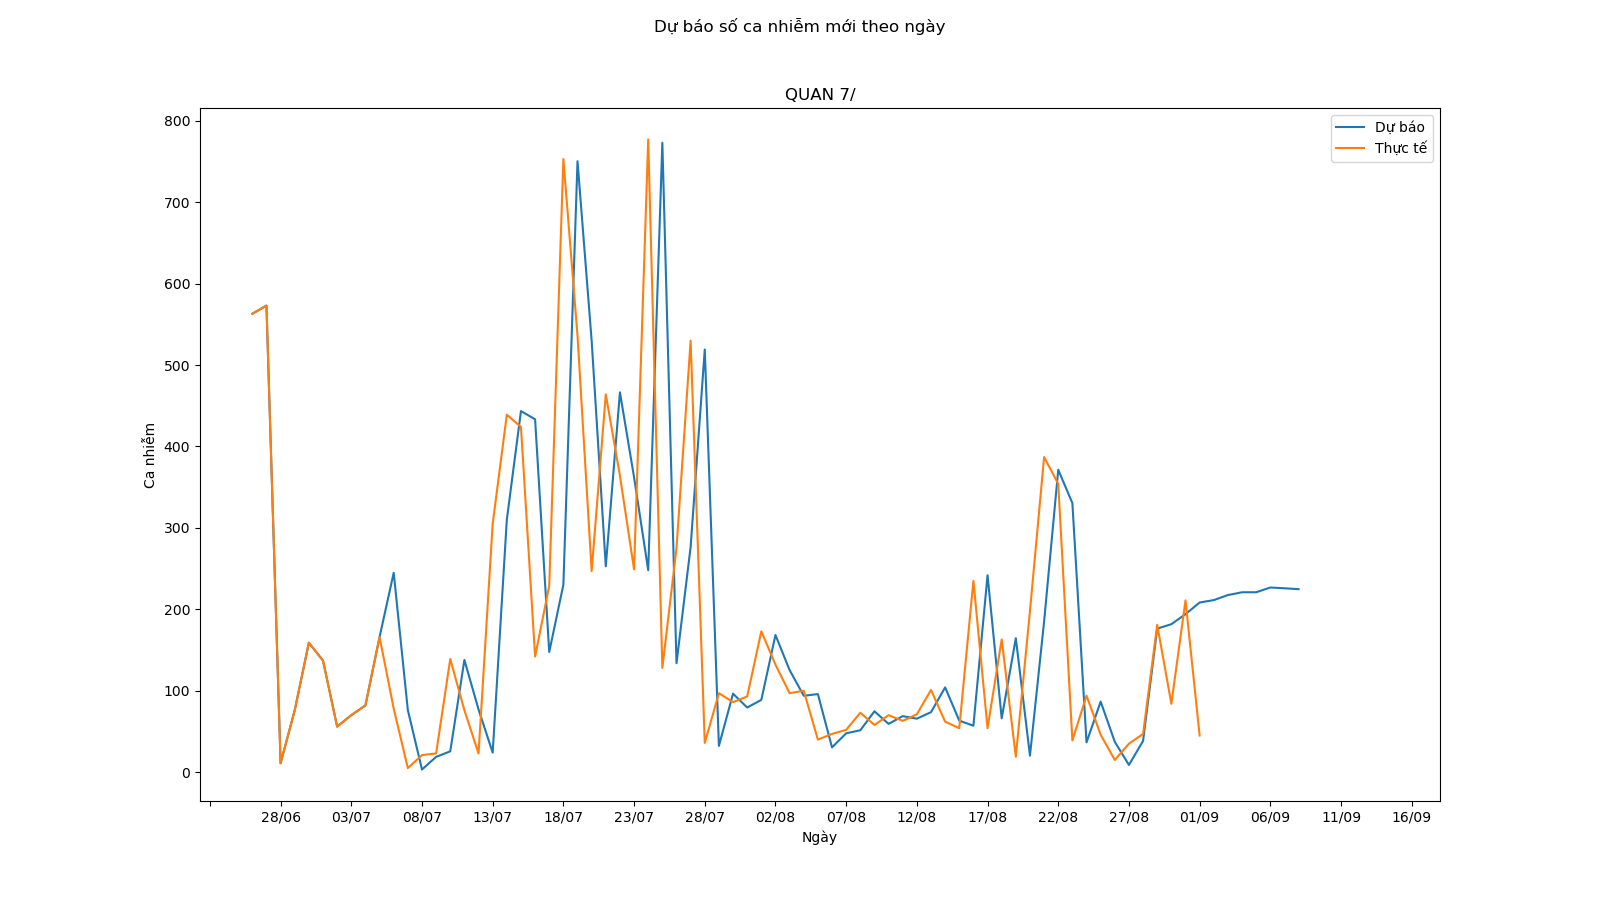 Dự báo số ca nhiễm mới theo ngày
QUAN 7/
Dự báo
Thực tế
800
700
600
500
400
300
200
100
0
Ca nhiễm
28/06 03/07 08/07 13/07 18/07 23/07 28/07 02/08 07/08 12/08 17/08 22/08 27/08 01/09 06/09 11/09 16/09
Ngày